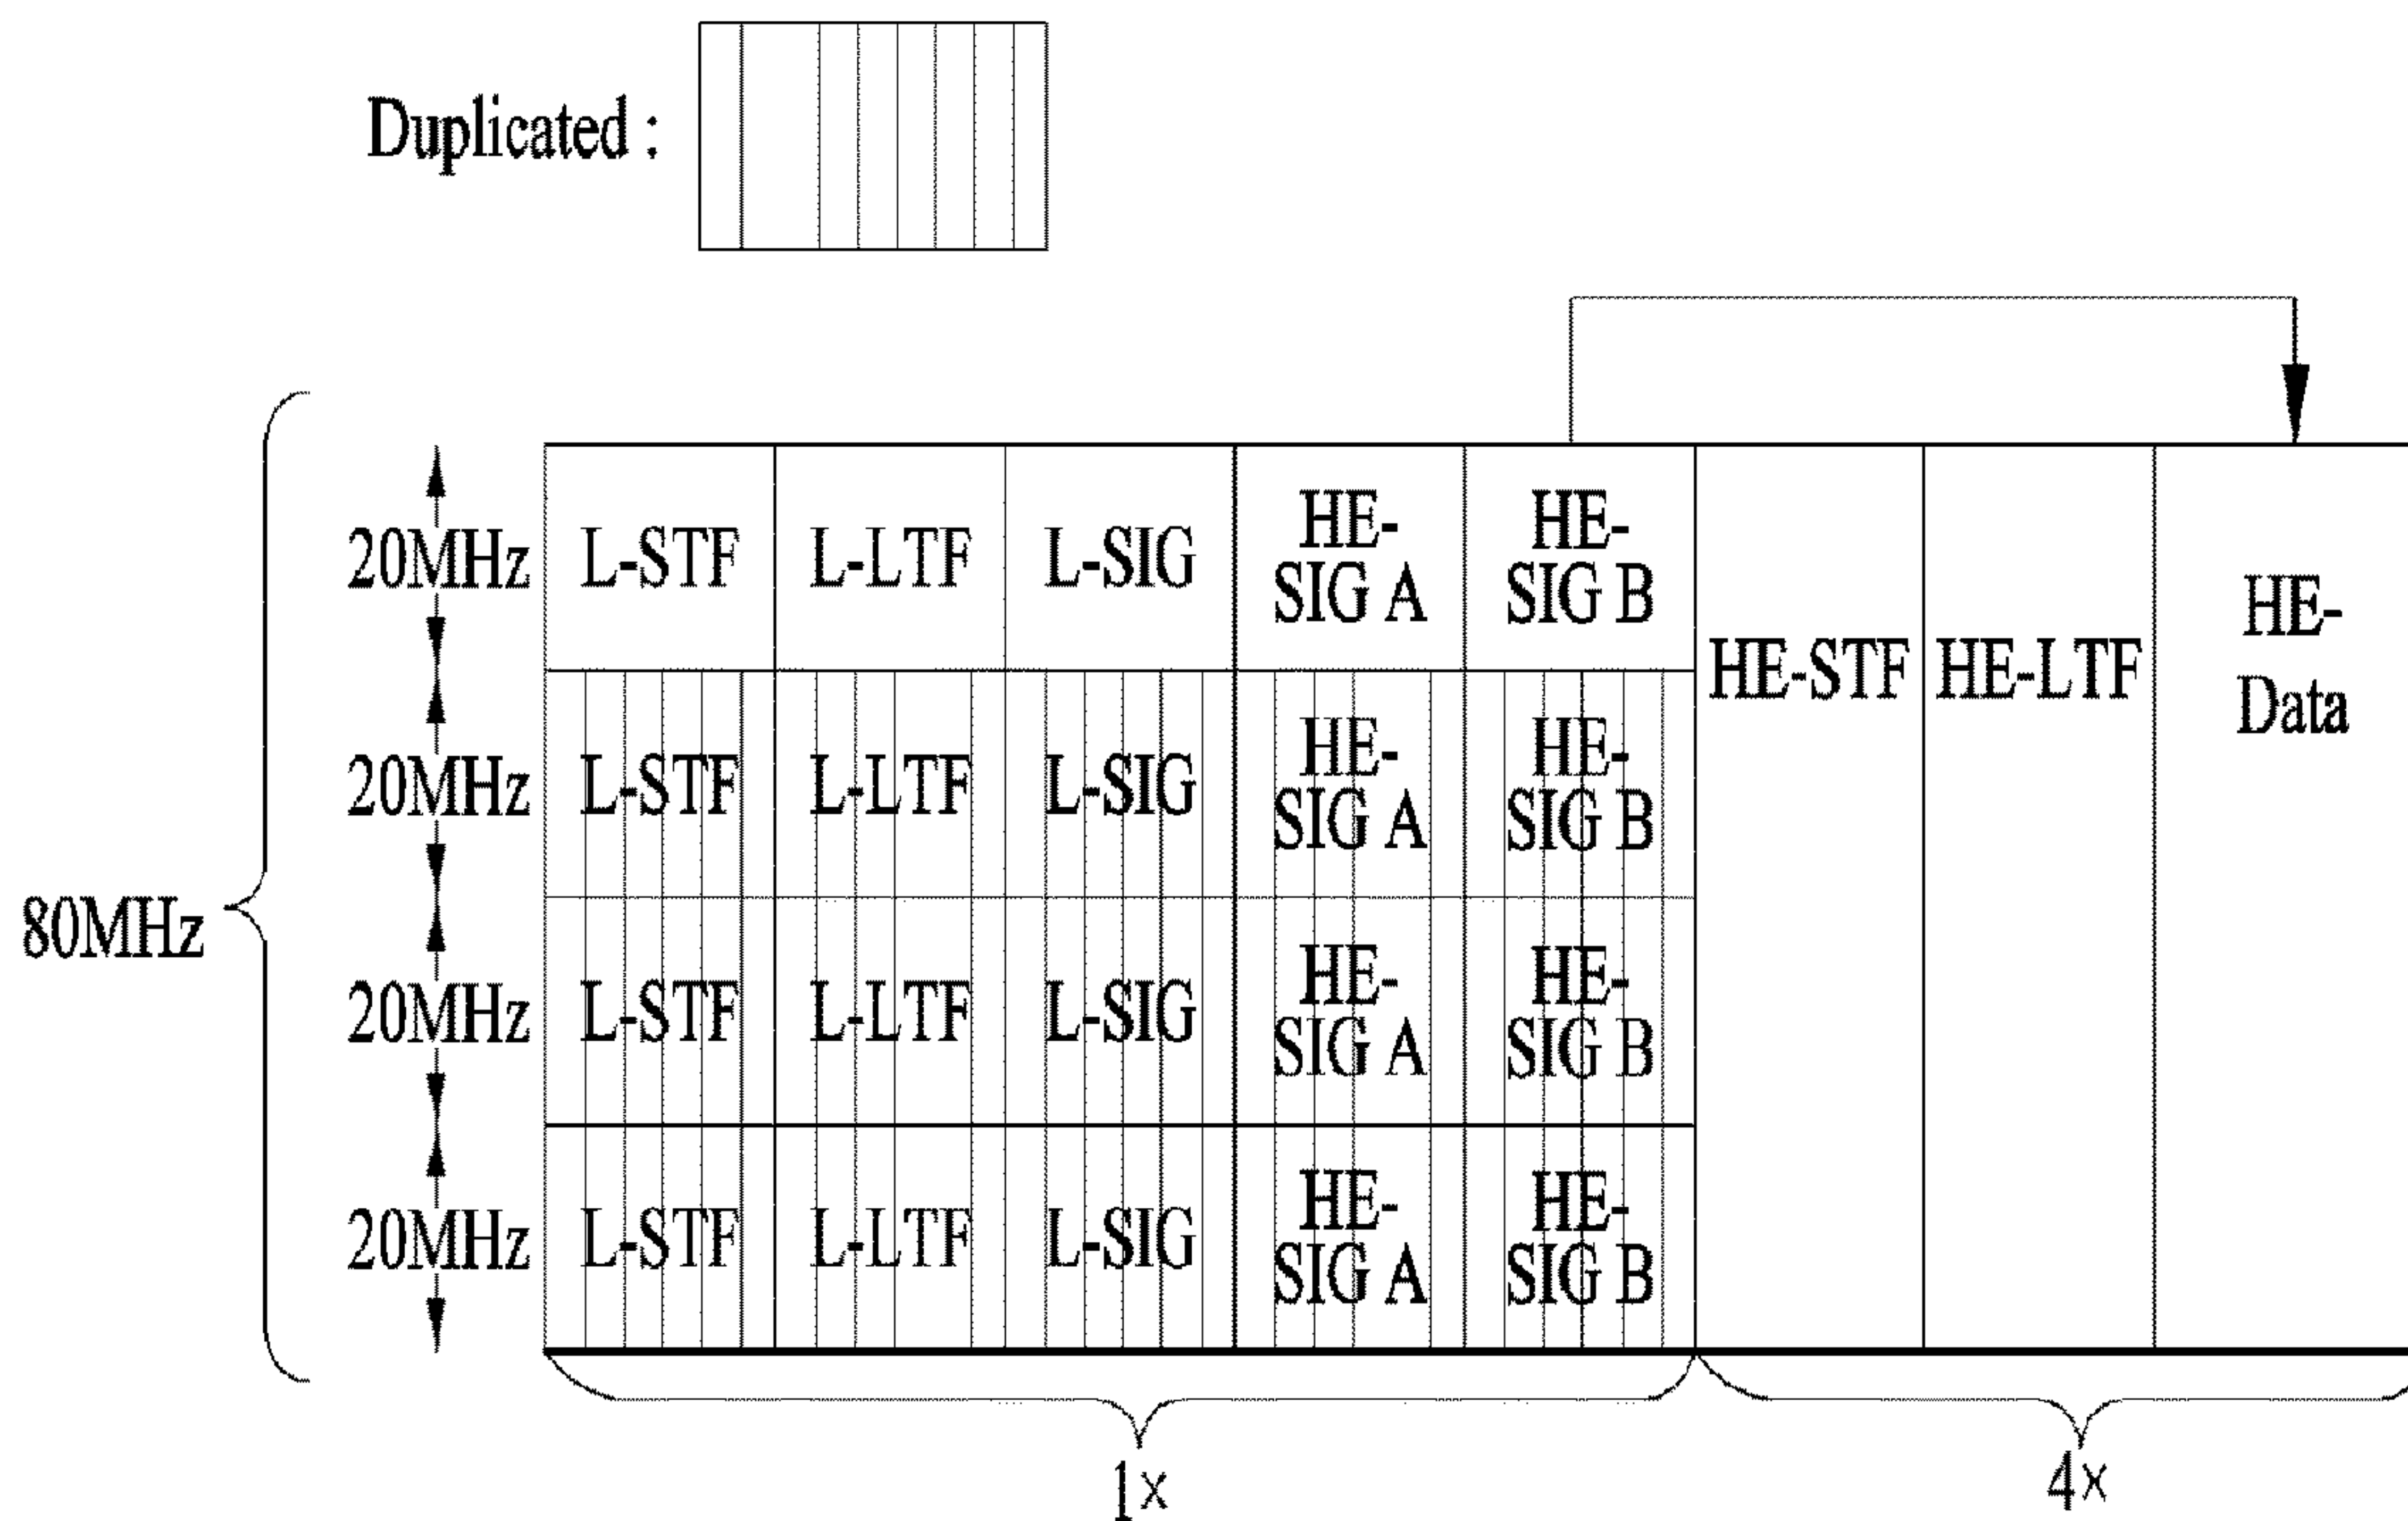 Duplicated :
80MHz
20MHz L-STF L-LTF L-SIG HE-SIG A HE-SIG B
20MHz L-STF L-LTF L-SIG HE-SIG A HE-SIG B
20MHz L-STF L-LTF L-SIG HE-SIG A HE-SIG B
20MHz L-STF L-LTF L-SIG HE-SIG A HE-SIG B
HE-STF HE-LTF HE-Data
1× 4×